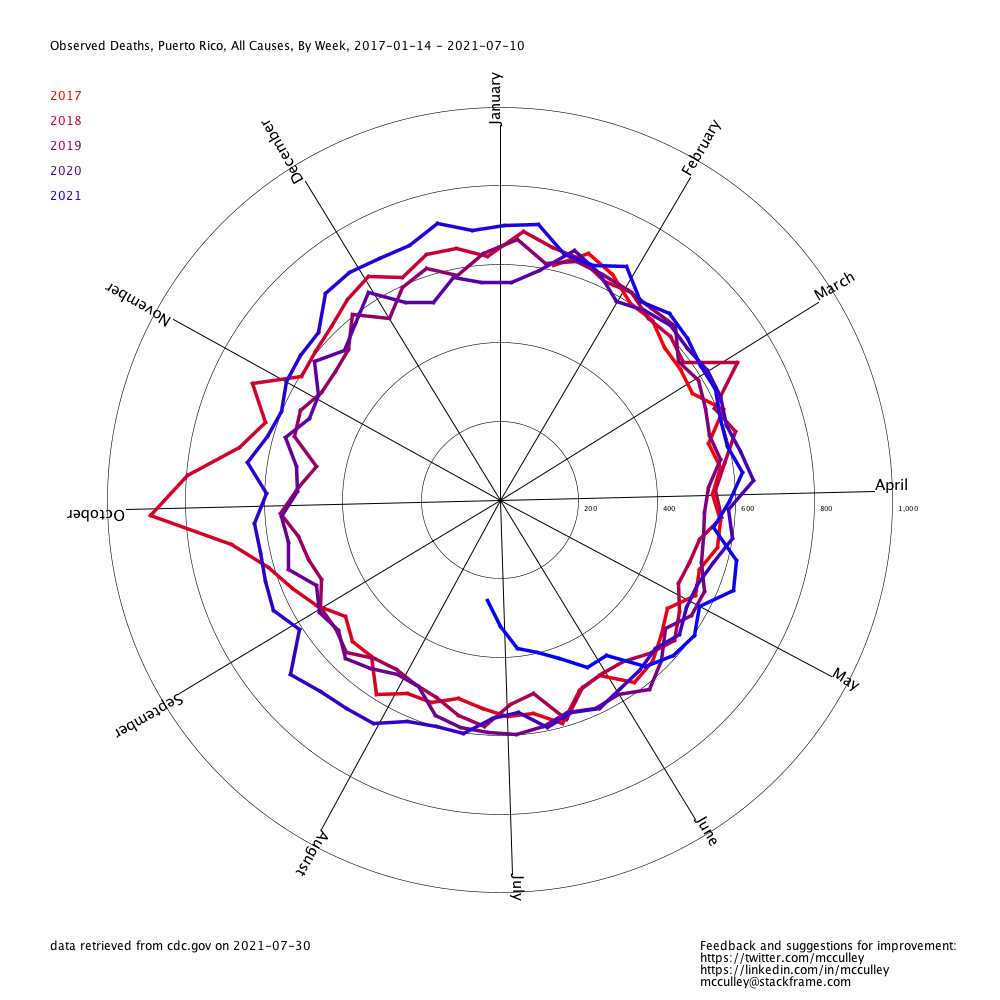 Observed Deaths, Puerto Rico, All Causes, By Week, 2017-01-14 - 2021-07-10
2017
2018
2019
2020
2021
January
February
March
April
May
June
July
August
September
October
November
December
200
400
600
800
1,000
data retrieved from cdc.gov on 2021-07-30
Feedback and suggestions for improvement:
https://twitter.com/mcculley
https://linkedin.com/in/mcculley
mcculley@stackframe.com